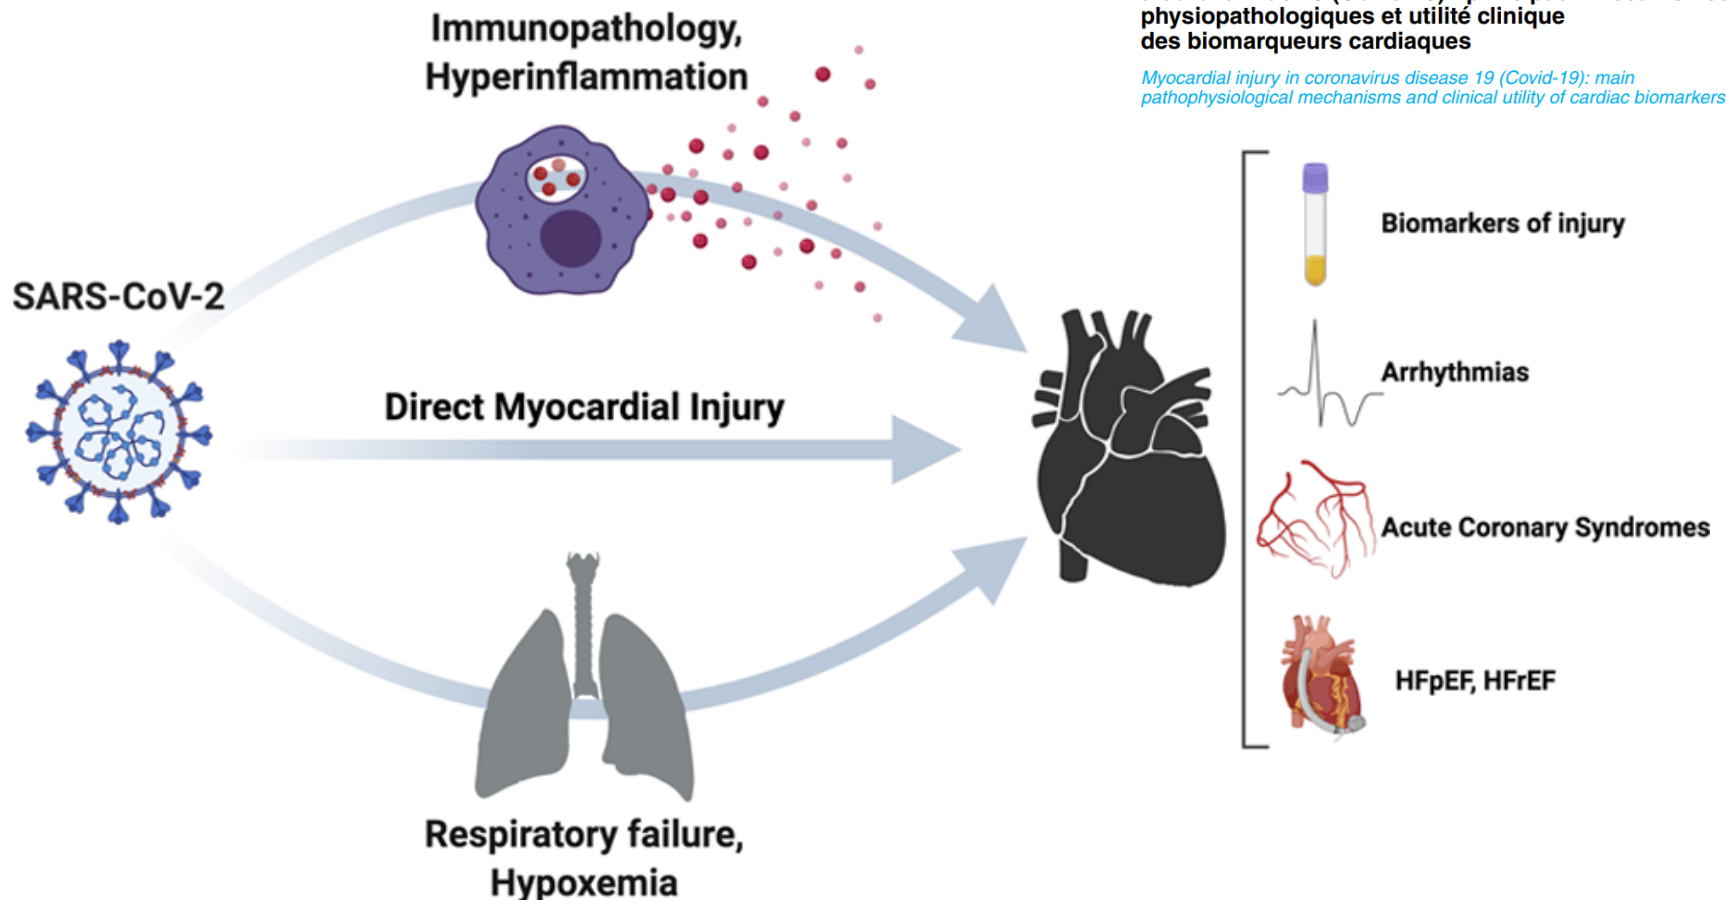 physiopathologiques et utilité clinique
des biomarqueurs cardiaques
Myocardial injury in coronavirus disease 19 (Covid-19): main
pathophysiological mechanisms and clinical utility of cardiac biomarkers
Immunopathology,
Hyperinflammation
SARS-CoV-2
Direct Myocardial Injury
Respiratory failure,
Hypoxemia
Biomarkers of injury
Arrhythmias
Acute Coronary Syndromes
HFpEF, HFrEF